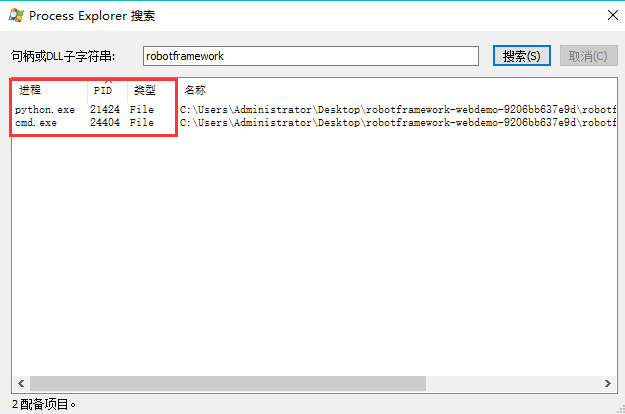 Process Explorer 搜索
句柄或DLL子字符串: robotframework 搜索(S) 取消(C)
进程 PID 类型 名称
python.exe 21424 File C:\Users\Administrator\Desktop\robotframework-webdemo-9206bb637e9d\robotf
cmd.exe 24404 File C:\Users\Administrator\Desktop\robotframework-webdemo-9206bb637e9d\robotf
2 配备项目。